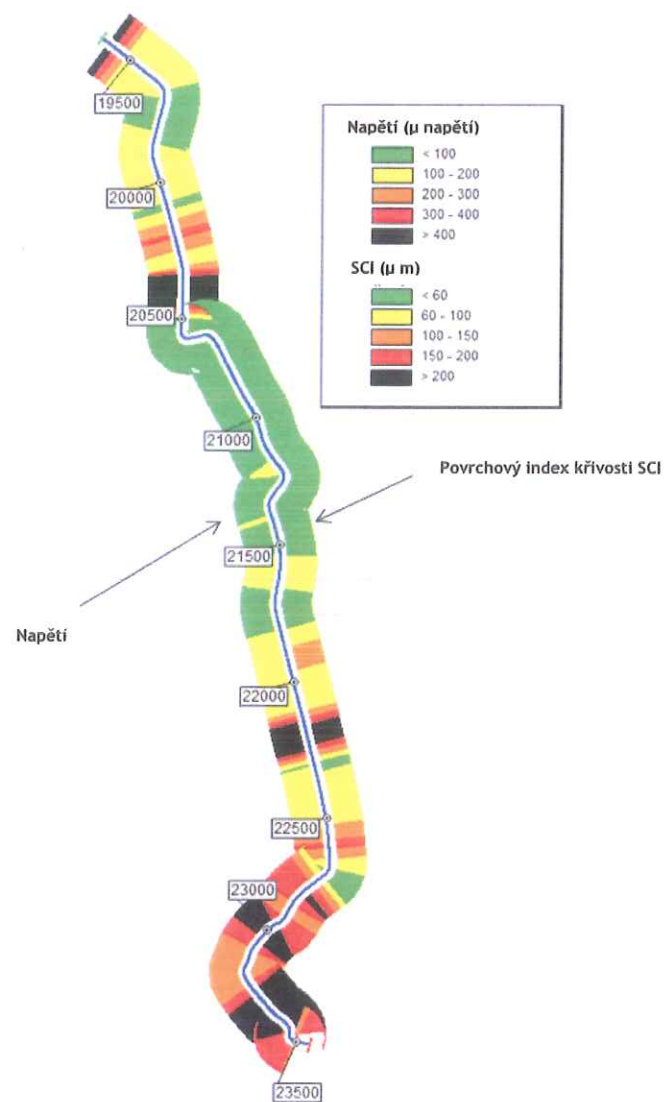 19500
Napětí (µ napětí)
< 100
100 - 200
200 - 300
300 - 400
> 400
SCI (µ m)
< 60
60 - 100
100 - 150
150 - 200
> 200
20000
20500
21000
Povrchový index křivosti SCI
21500
Napětí
22000
22500
23000
23500